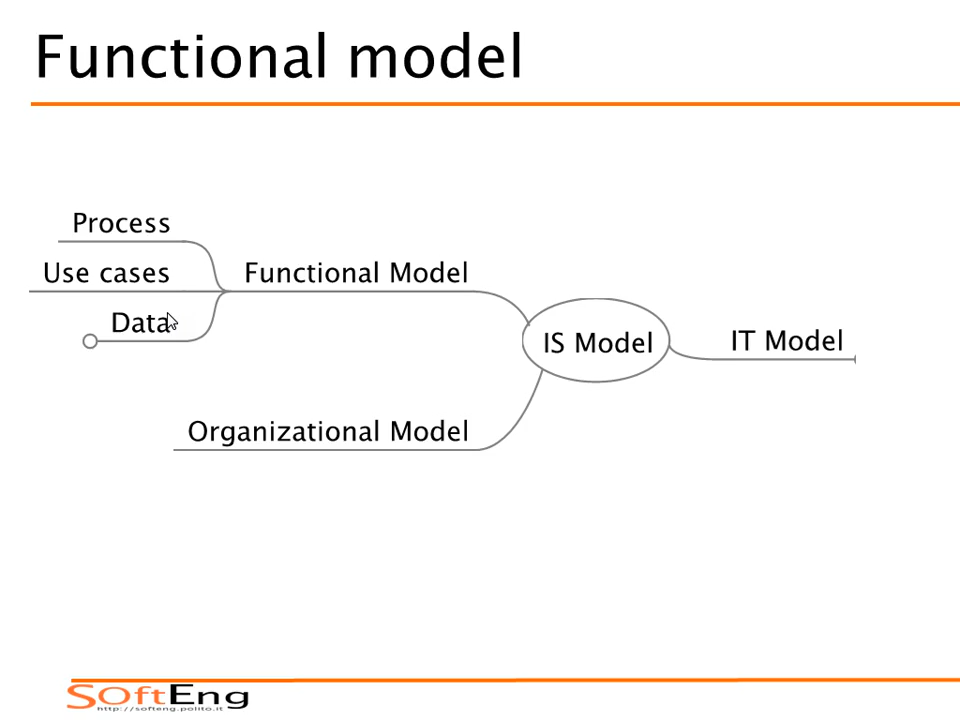 Functional model
Process
Use cases
Functional Model
Data
IS Model
IT Model
Organizational Model
SOftEng
http://softeng.polito.it